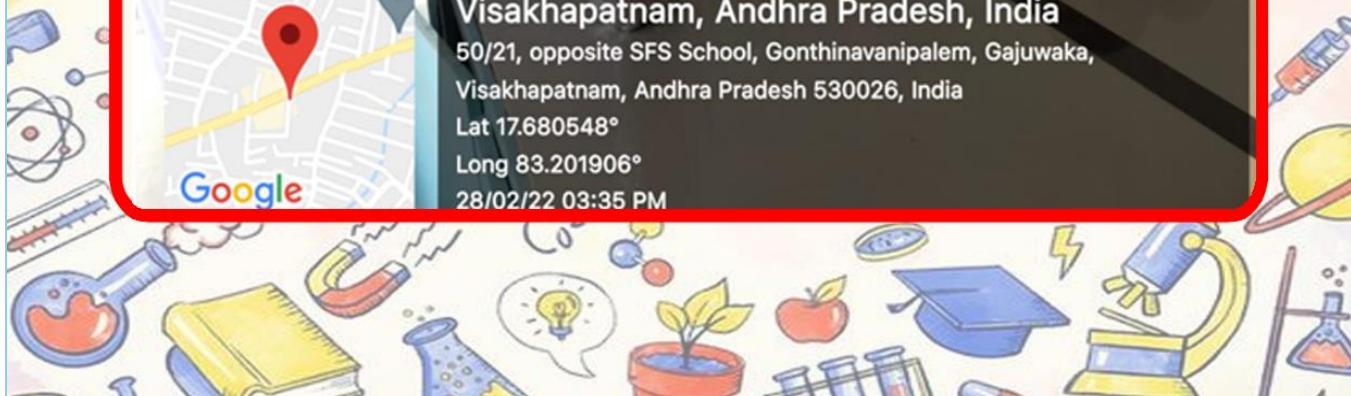 Visakhapatnam, Andhra Pradesh, India
50/21, opposite SFS School, Gonthinavanipalem, Gajuwaka,
Visakhapatnam, Andhra Pradesh 530026, India
Lat 17.680548°
Long 83.201906°
Google
28/02/22 03:35 PM